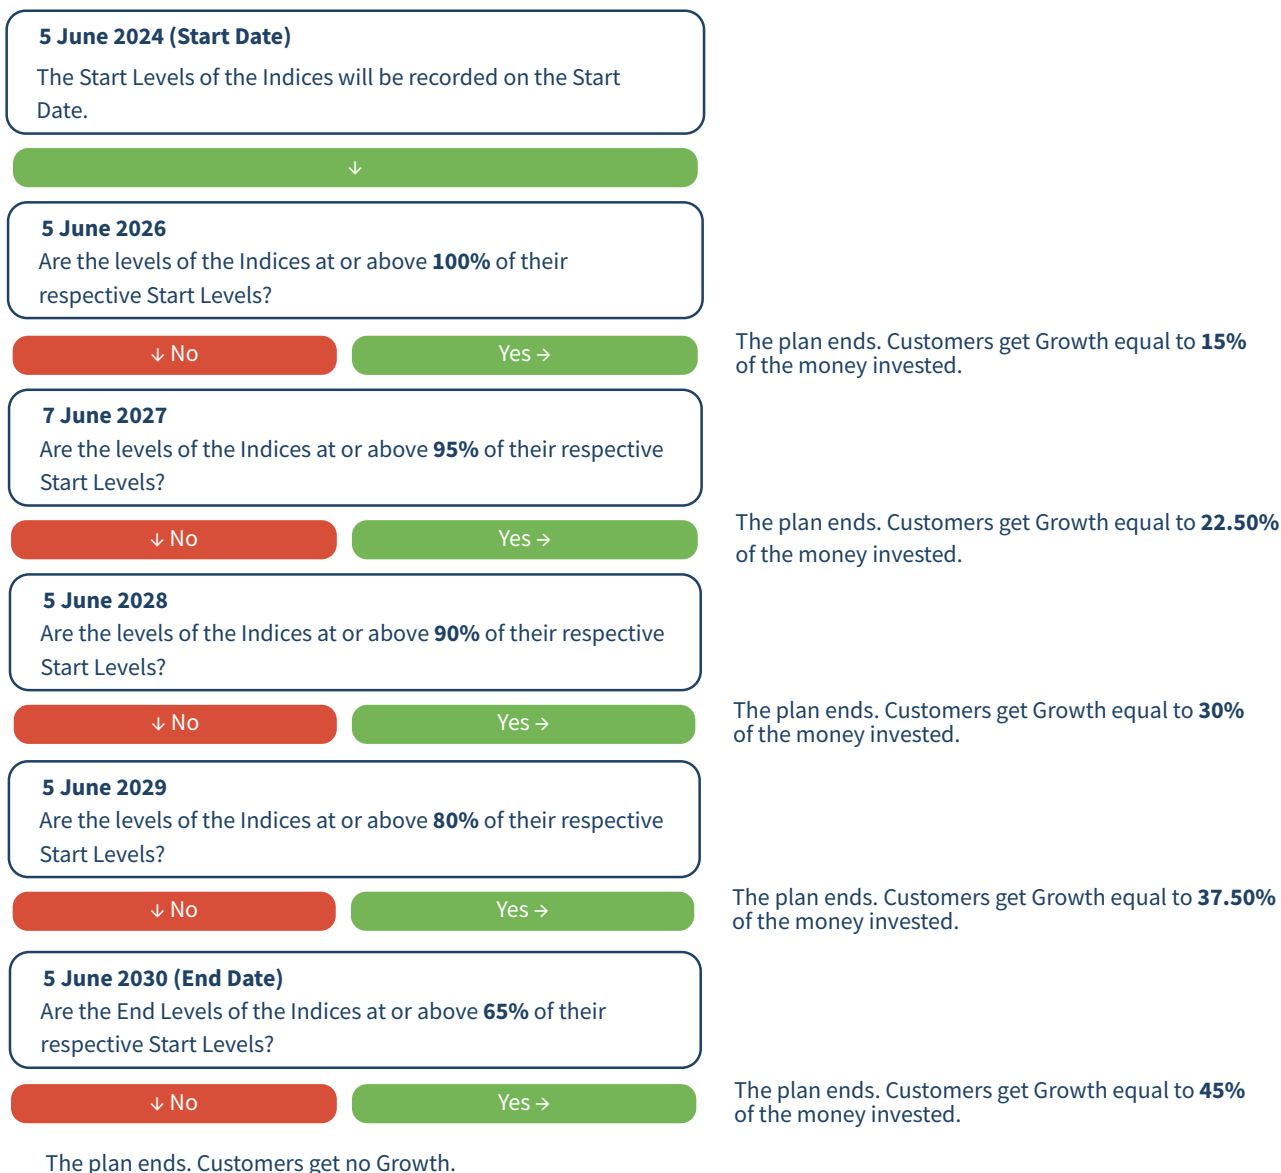 5 June 2024 (Start Date)
The Start Levels of the Indices will be recorded on the Start
Date.
↓
5 June 2026
Are the levels of the Indices at or above 100% of their
respective Start Levels?
↓ No
Yes →
The plan ends. Customers get Growth equal to 15%
of the money invested.
7 June 2027
Are the levels of the Indices at or above 95% of their respective
Start Levels?
↓ No
Yes →
The plan ends. Customers get Growth equal to 22.50%
of the money invested.
5 June 2028
Are the levels of the Indices at or above 90% of their respective
Start Levels?
↓ No
Yes →
The plan ends. Customers get Growth equal to 30%
of the money invested.
5 June 2029
Are the levels of the Indices at or above 80% of their respective
Start Levels?
↓ No
Yes →
The plan ends. Customers get Growth equal to 37.50%
of the money invested.
5 June 2030 (End Date)
Are the End Levels of the Indices at or above 65% of their
respective Start Levels?
↓ No
Yes →
The plan ends. Customers get Growth equal to 45%
of the money invested.
The plan ends. Customers get no Growth.